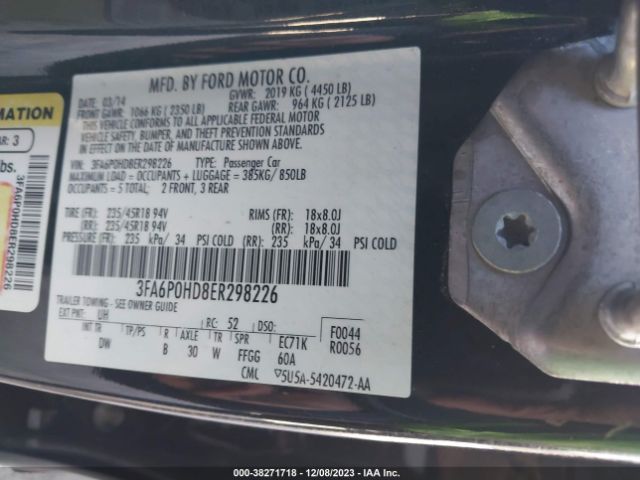 MFD. BY FORD MOTOR CO.
DATE: 03/14 GVWR: 2019 KG ( 4450 LB)
FRONT GAWR: 1066 KG ( 2350 LB) REAR GAWR: 964 KG ( 2125 LB)
THIS VEHICLE CONFORMS TO ALL APPLICABLE FEDERAL MOTOR
VEHICLE SAFETY, BUMPER, AND THEFT PREVENTION STANDARDS
IN EFFECT ON THE DATE OF MANUFACTURE SHOWN ABOVE.
VIN: 3FA6P0HD8ER298226 TYPE: Passenger Car
MAXIMUM LOAD = OCCUPANTS + LUGGAGE = 385KG/ 850LB
OCCUPANTS = 5 TOTAL; 2 FRONT, 3 REAR
TIRE (FR): 235/45R18 94V RIMS (FR): 18x8.0J
(RR): 235/45R18 94V (RR): 18x8.0J
PRESSURE (FR): 235 kPa/ 34 PSI COLD (RR): 235 kPa/ 34 PSI COLD
3FA6P0HD8ER298226
TRAILER TOWING - SEE OWNER GUIDE
EXT PNT: UH RC: 52 DSO: F0044
INT TR TP/PS R AXLE TR SPR EC71K R0056
DW B 30 W FFGG 60A
CMC ▽5U5A-5420472-AA
MATION
AR: 3
lbs.
3FA6P0HD8ER298226
000-38271718 - 12/08/2023 - IAA Inc.